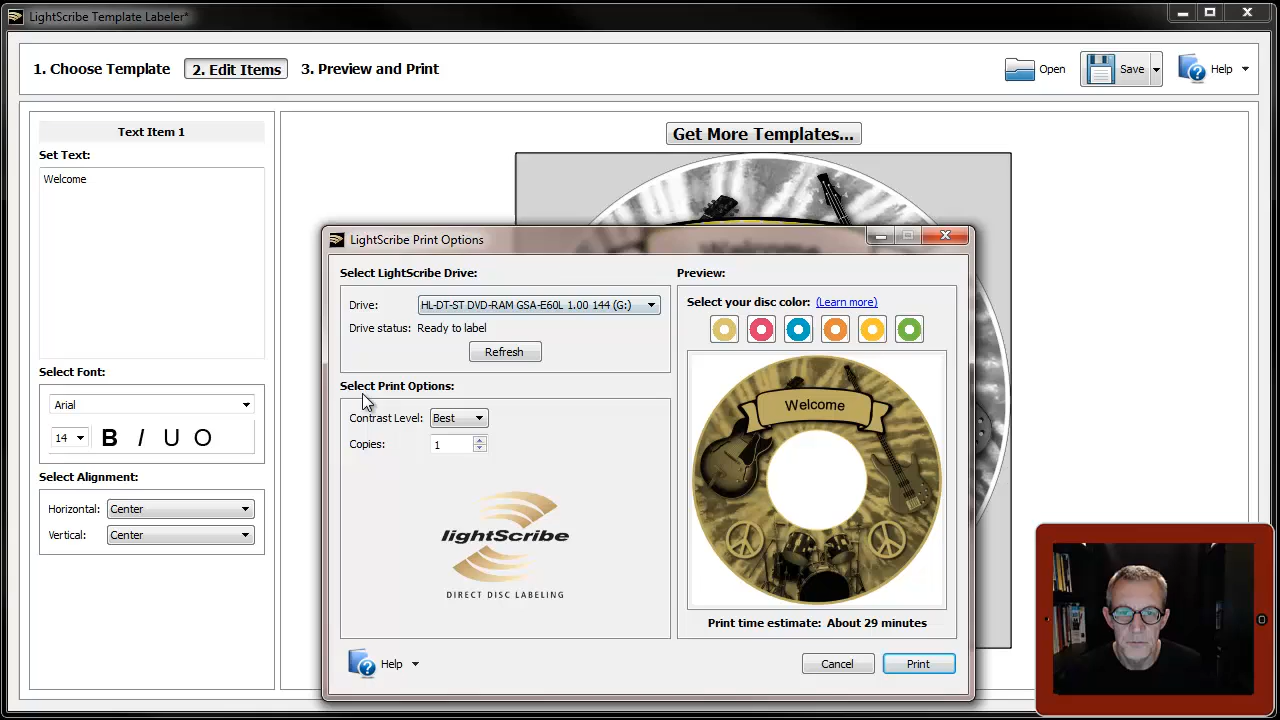 LightScribe Template Labeler*
1. Choose Template
2. Edit Items
3. Preview and Print
Open
Save
Help
Text Item 1
Set Text:
Welcome
Select Font:
Arial
14
B I U O
Select Alignment:
Horizontal: Center
Vertical: Center
Get More Templates...
Welcome
LightScribe Print Options
Select LightScribe Drive:
Drive: HL-DT-ST DVD-RAM GSA-E60L 1.00 144 (G:)
Drive status: Ready to label
Refresh
Select Print Options:
Contrast Level: Best
Copies: 1
lightScribe
DIRECT DISC LABELING
Preview:
Select your disc color: (Learn more)
Welcome
Print time estimate: About 29 minutes
Help
Cancel
Print